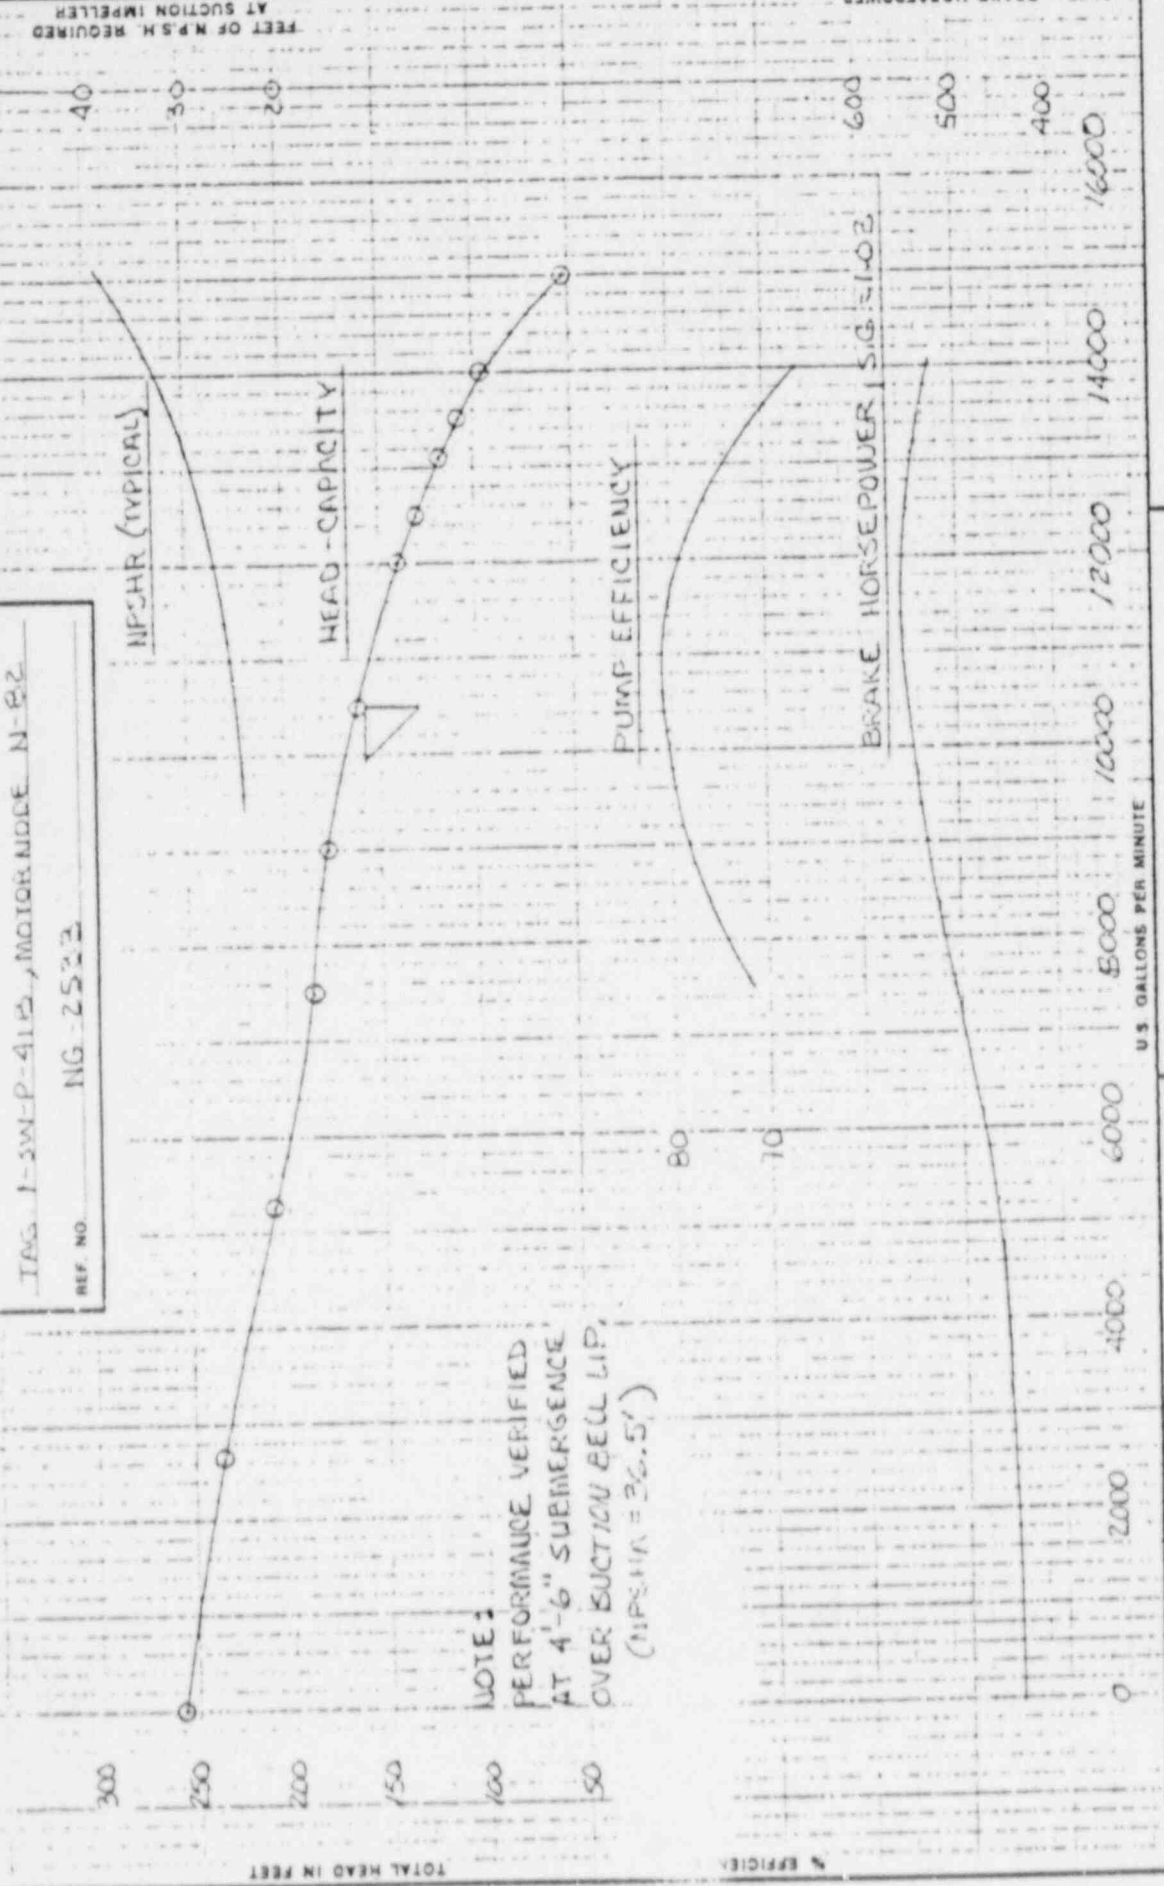 TAG 1-SW-P-41B, MOTOR NDDE N-82
REF. NO. NG-2532
FEET OF N.P.S.H. REQUIRED
AT SUCTION IMPELLER
40
30
20
NPSHR (TYPICAL)
HEAD-CAPACITY
PUMP EFFICIENCY
BRAKE HORSEPOWER, S.G.=1.02
NOTE:
PERFORMANCE VERIFIED
AT 4'-6" SUBMERGENCE
OVER SUCTION BELL LIP.
(NPSHA = 36.5')
TOTAL HEAD IN FEET
300
250
200
150
100
50
%
80
70
600
500
400
0 2000 4000 6000 8000 10000 12000 14000 16000
US GALLONS PER MINUTE